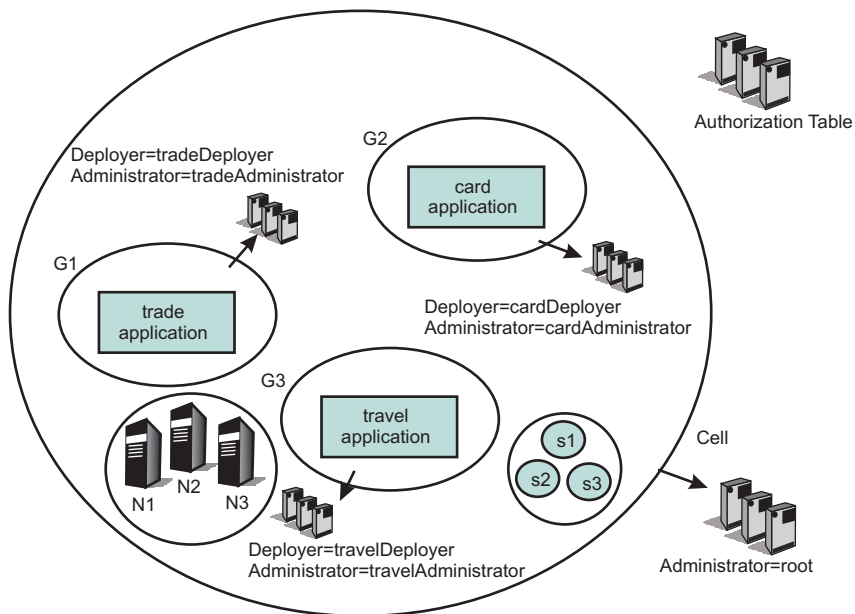 Authorization Table
G2
Deployer=tradeDeployer
Administrator=tradeAdministrator
card
application
G1
trade
application
Deployer=cardDeployer
Administrator=cardAdministrator
G3
travel
application
Cell
s1
s2
s3
N1
N2
N3
Deployer=travelDeployer
Administrator=travelAdministrator
Administrator=root